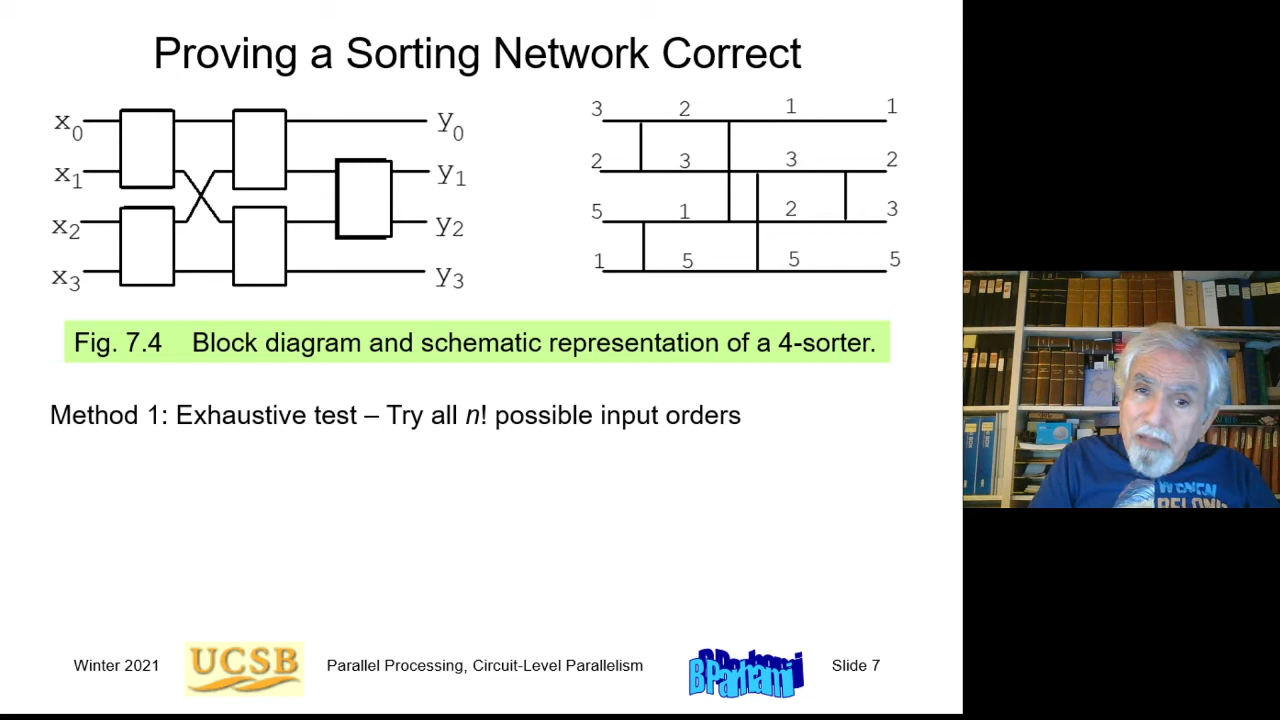 Proving a Sorting Network Correct
x0 y0 3 2 1 1
x1 y1 2 3 3 2
x2 y2 5 1 2 3
x3 y3 1 5 5 5
Fig. 7.4 Block diagram and schematic representation of a 4-sorter.
Method 1: Exhaustive test – Try all n! possible input orders
WOMEN
BELONG
Winter 2021 UCSB Parallel Processing, Circuit-Level Parallelism B Parhami Slide 7